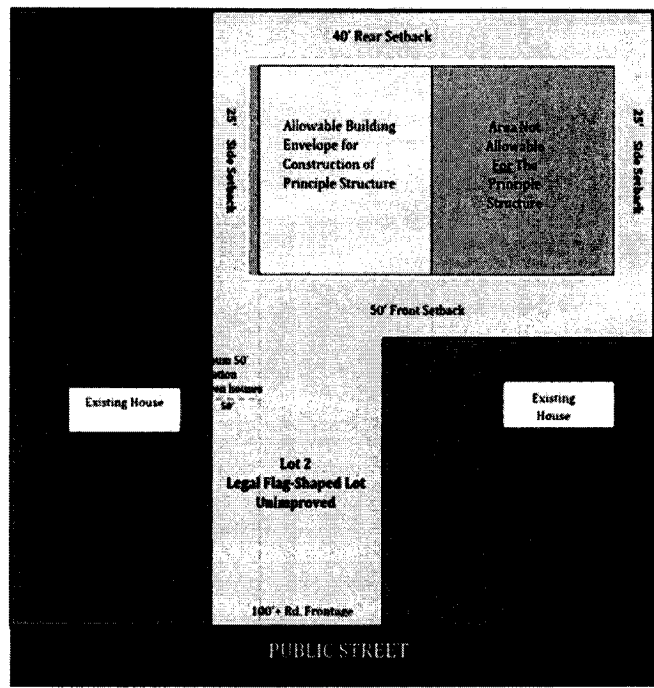 40' Rear Setback
25' Side Setback
Allowable Building
Envelope for
Construction of
Principle Structure
Area Not
Allowable
For The
Principle
Structure
25' Side Setback
50' Front Setback
50'
houses
50'
Existing House
Existing
House
Lot 2
Legal Flag-Shaped Lot
Unimproved
100'+ Rd. Frontage
PUBLIC STREET